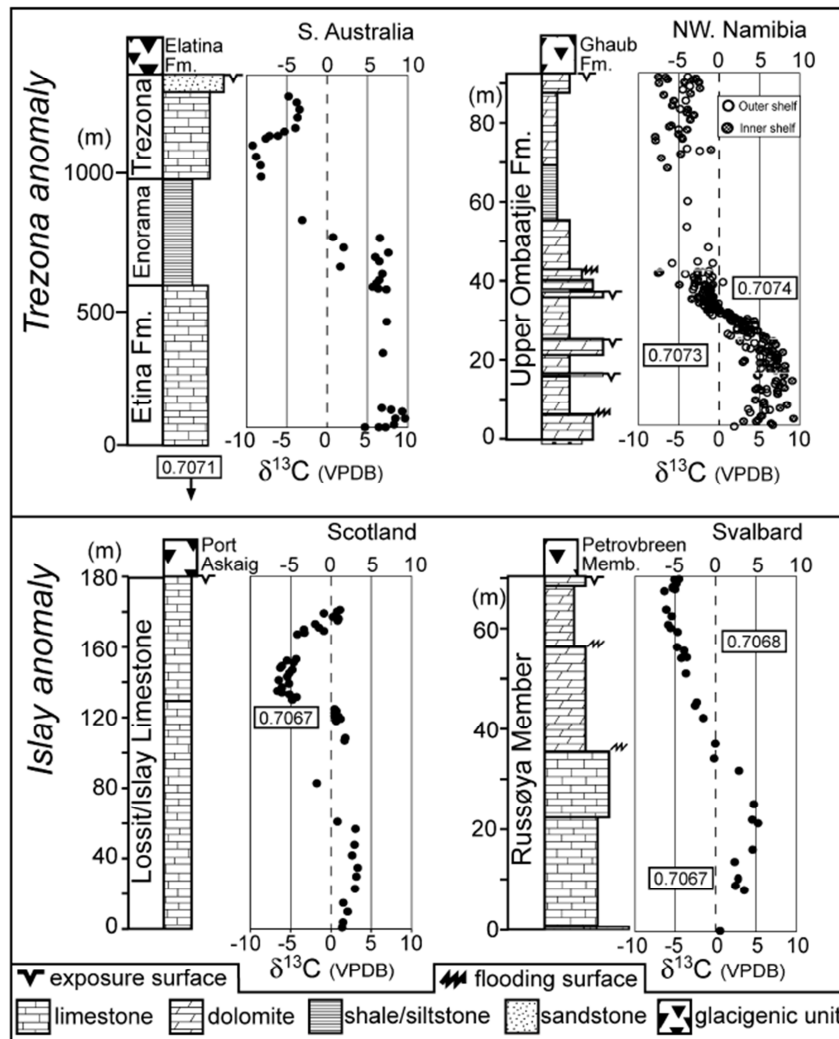 Trezona anomaly
S. Australia
Elatina
Fm.
-10 -5 0 5 10
(m)
1000
500
0
Trezona
Enorama
Etina Fm.
0.7071
-10 -5 0 5 10
δ13C (VPDB)
NW. Namibia
Ghaub
Fm.
-10 -5 0 5 10
(m)
80
60
40
20
0
Upper Ombaatjie Fm.
Outer shelf
Inner shelf
0.7074
0.7073
-10 -5 0 5 10
δ13C (VPDB)
Islay anomaly
Scotland
Port
Askaig
-10 -5 0 5 10
(m)
180
160
140
120
100
80
60
40
20
0
Lossit/Islay Limestone
0.7067
-10 -5 0 5 10
δ13C (VPDB)
Svalbard
Petrovbreen
Memb.
-10 -5 0 5 10
(m)
60
40
20
0
Russøya Member
0.7068
0.7067
-10 -5 0 5 10
δ13C (VPDB)
exposure surface
flooding surface
limestone
dolomite
shale/siltstone
sandstone
glacigenic unit